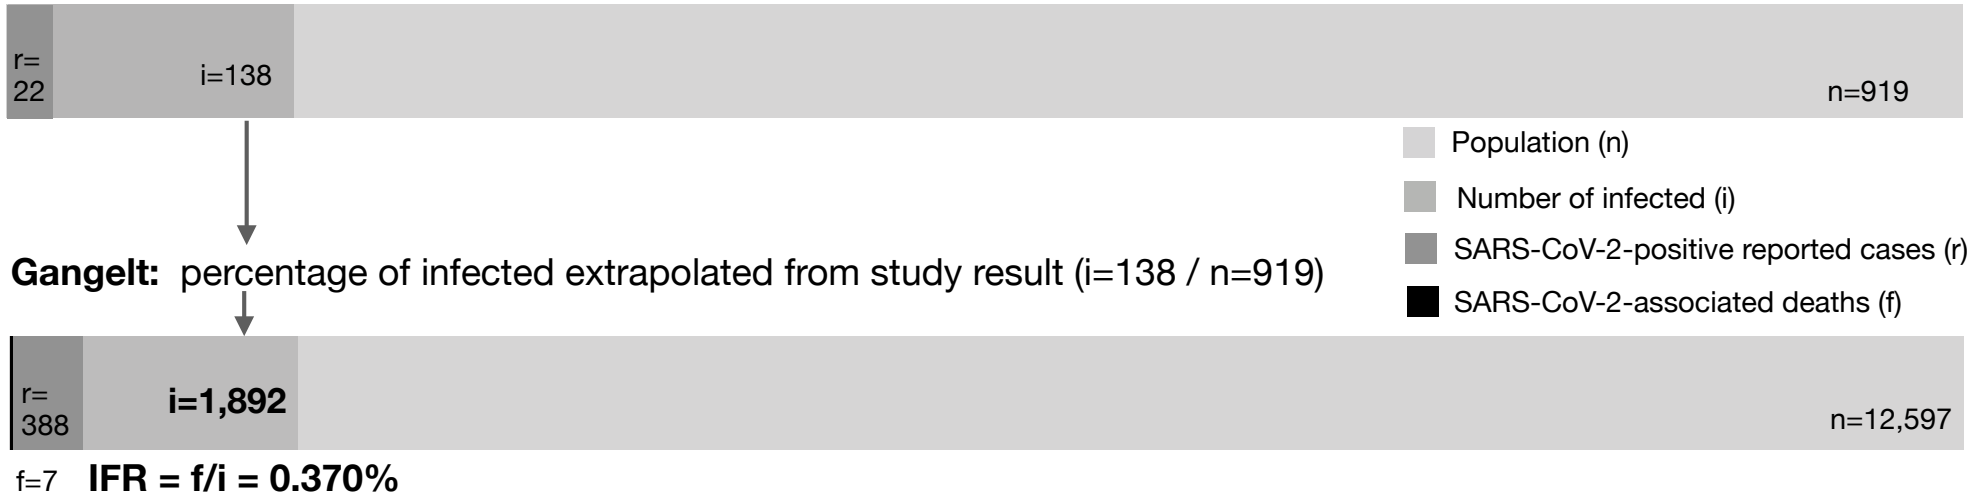 r=
22
i=138
n=919
Population (n)
Number of infected (i)
SARS-CoV-2-positive reported cases (r)
SARS-CoV-2-associated deaths (f)
Gangelt: percentage of infected extrapolated from study result (i=138 / n=919)
r=
388
i=1,892
n=12,597
f=7 IFR = f/i = 0.370%